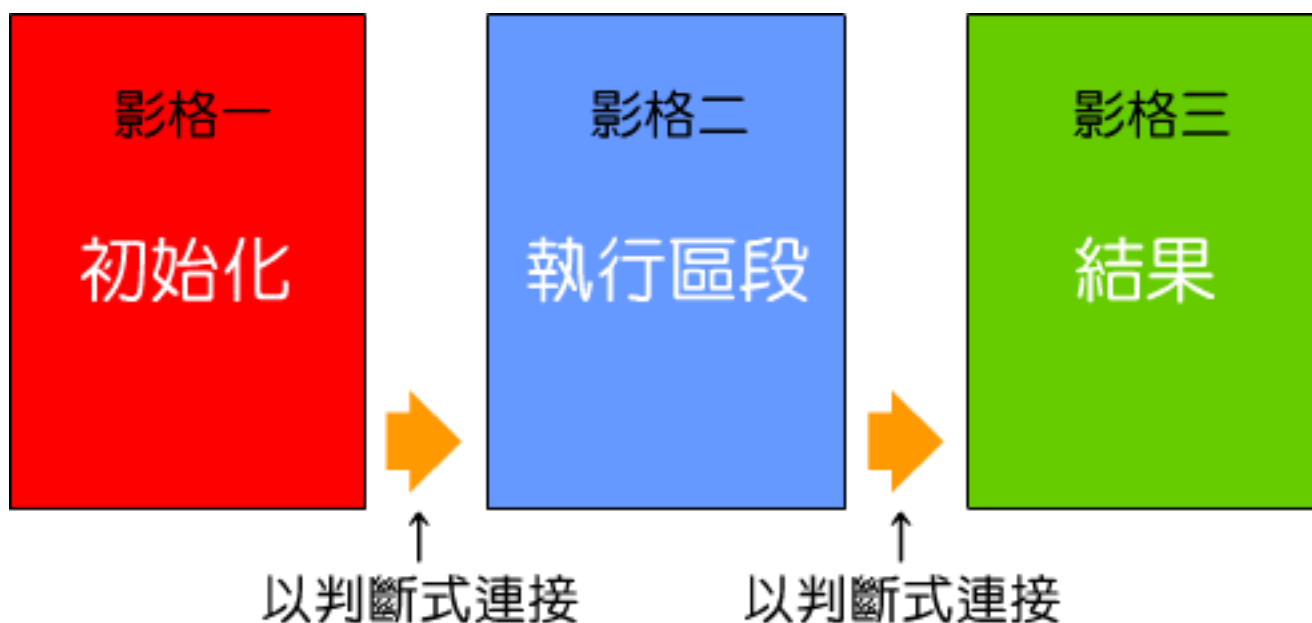 影格一
初始化
影格二
執行區段
影格三
結果
以判斷式連接
以判斷式連接